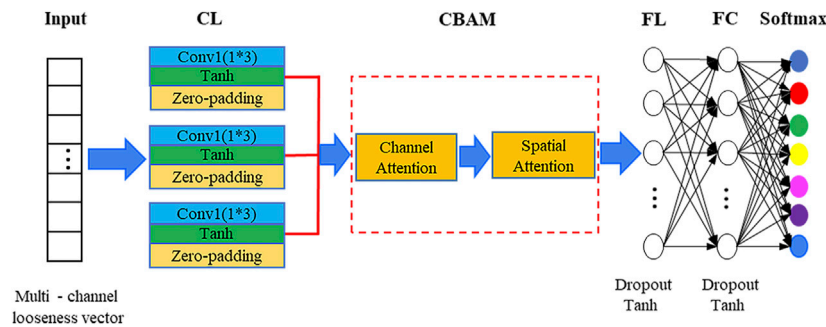 Input
CL
CBAM
FL
FC
Softmax
Conv1(1*3)
Tanh
Zero-padding
Conv1(1*3)
Tanh
Zero-padding
Conv1(1*3)
Tanh
Zero-padding
Channel
Attention
Spatial
Attention
Multi - channel
looseness vector
Dropout
Tanh
Dropout
Tanh